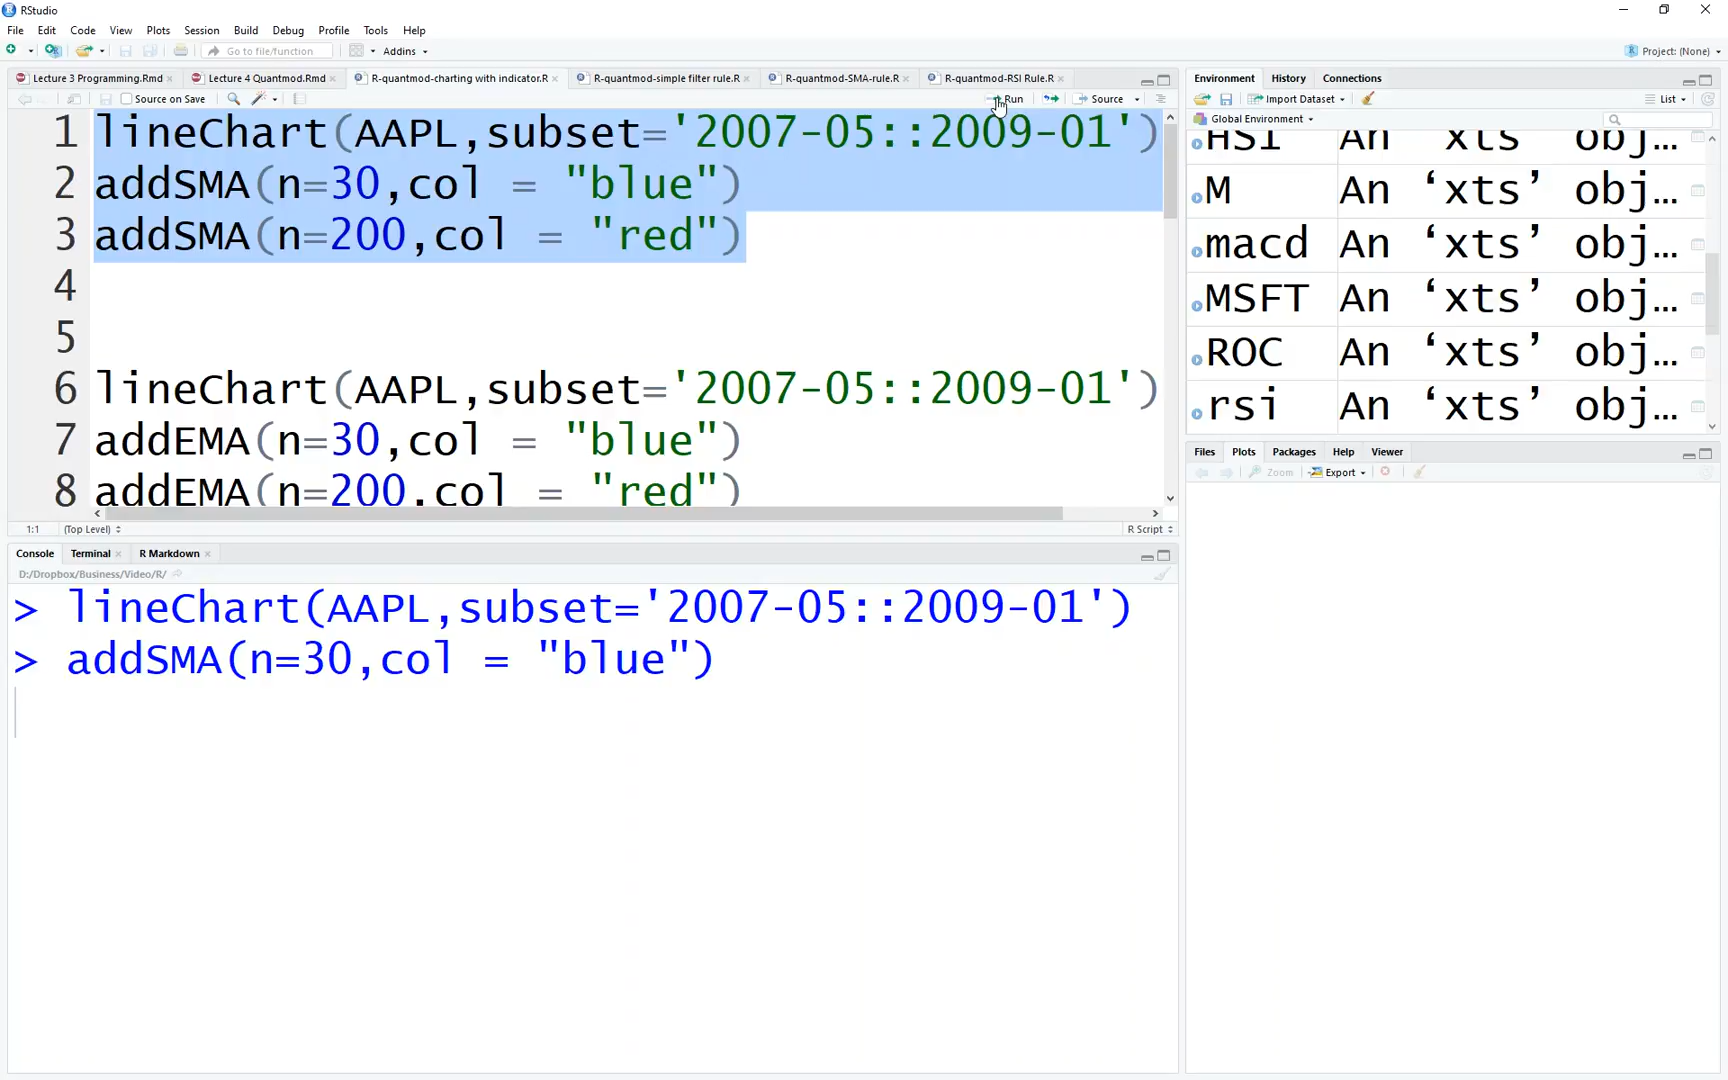 RStudio
File Edit Code View Plots Session Build Debug Profile Tools Help
Go to file/function Addins Project: (None)
Lecture 3 Programming.Rmd Lecture 4 Quantmod.Rmd R-quantmod-charting with indicator.R R-quantmod-simple filter rule.R R-quantmod-SMA-rule.R R-quantmod-RSI Rule.R
Source on Save Run Source
1 lineChart(AAPL,subset='2007-05::2009-01')
2 addSMA(n=30,col = "blue")
3 addSMA(n=200,col = "red")
4
5
6 lineChart(AAPL,subset='2007-05::2009-01')
7 addEMA(n=30,col = "blue")
8 addEMA(n=200,col = "red")
1:1 (Top Level) R Script
Console Terminal R Markdown
D:/Dropbox/Business/Video/R/
> lineChart(AAPL,subset='2007-05::2009-01')
> addSMA(n=30,col = "blue")
Environment History Connections
Import Dataset List
Global Environment
HSI An ‘xts’ obj…
M An ‘xts’ obj…
macd An ‘xts’ obj…
MSFT An ‘xts’ obj…
ROC An ‘xts’ obj…
rsi An ‘xts’ obj…
Files Plots Packages Help Viewer
Zoom Export